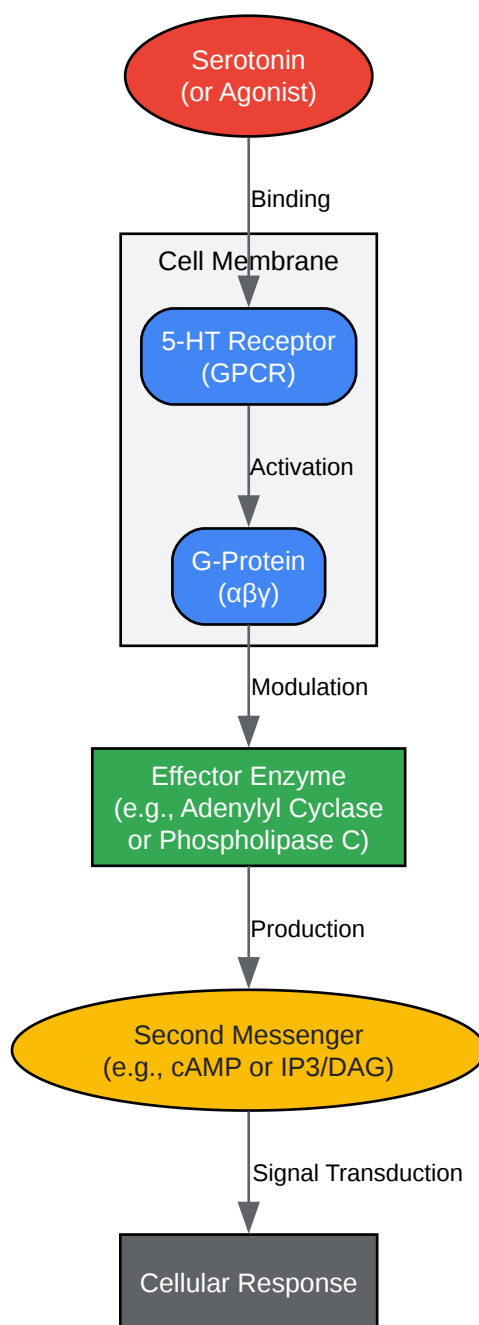 Serotonin
(or Agonist)
Binding
Cell Membrane
5-HT Receptor
(GPCR)
Activation
G-Protein
(αβγ)
Modulation
Effector Enzyme
(e.g., Adenylyl Cyclase
or Phospholipase C)
Production
Second Messenger
(e.g., cAMP or IP3/DAG)
Signal Transduction
Cellular Response